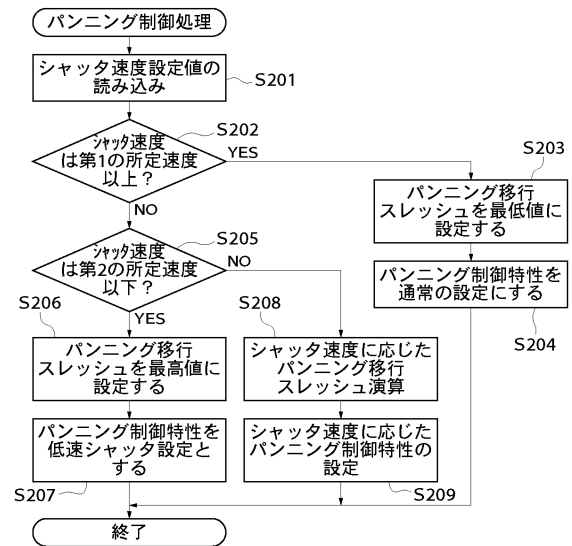 パンニング制御処理
シャッタ速度設定値の
読み込み
S201
シャッタ速度
は第1の所定速度
以上?
S202
YES
NO
S203
パンニング移行
スレッシュを最低値に
設定する
パンニング制御特性を
通常の設定にする
S204
シャッタ速度
は第2の所定速度
以下?
S205
NO
YES
S206
パンニング移行
スレッシュを最高値に
設定する
パンニング制御特性を
低速シャッタ設定と
する
S207
S208
シャッタ速度に応じた
パンニング移行
スレッシュ演算
シャッタ速度に応じた
パンニング制御特性の
設定
S209
終了